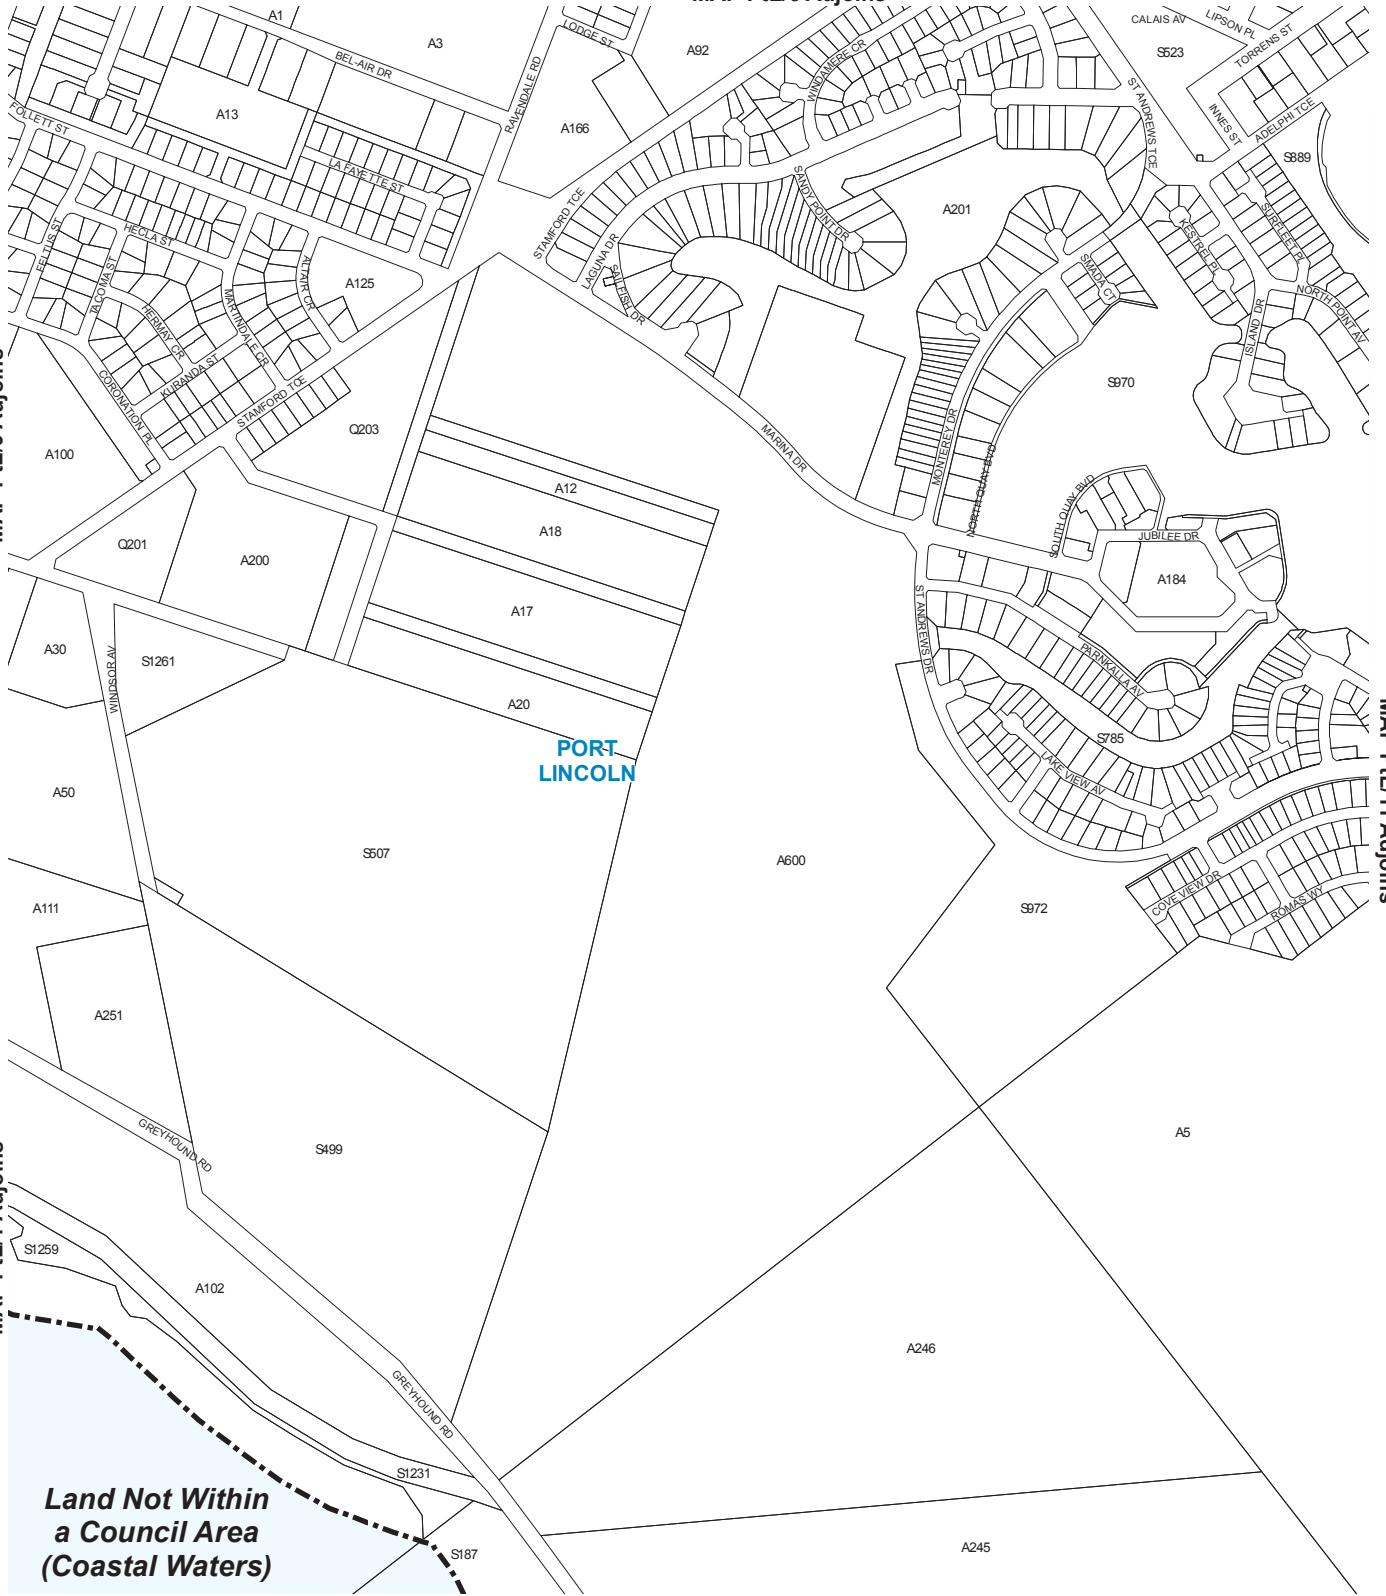 A1
A3
LODGE ST
A92
CALAIS AV
LIPSON PL
S523
TORRENS ST
BEL-AIR DR
RAVENDALE RD
WINDAMERE CR
ST ANDREWS TCE
INNES ST
ADELPHI TCE
FOLLETT ST
A13
A166
S889
LA FAYETTE ST
SANDY POINT DR
A201
STAMFORD TCE
SURFLEET PL
KESTREL PL
FELTUS ST
HECLA ST
LAGUNA DR
SAILFISH DR
SMADA CT
TACOMA ST
ALTAIR CR
A125
MARTINDALE CR
HERMAY CR
NORTH POINT AV
ISLAND DR
CORONATION PL
KURANDA ST
STAMFORD TCE
S970
A100
Q203
MARINA DR
MONTEREY DR
NORTH QUAY BVD
SOUTH QUAY BVD
A12
A18
JUBILEE DR
Q201
A200
A184
A17
ST ANDREWS DR
A30
S1261
WINDSOR AV
PARNKALLA AV
A20
S785
PORT
LINCOLN
LAKE VIEW AV
A50
S507
A600
COVE VIEW DR
ROMAS WY
A111
S972
A251
GREYHOUND RD
S499
A5
S1259
A102
A246
GREYHOUND RD
S1231
Land Not Within
a Council Area
(Coastal Waters)
S187
A245